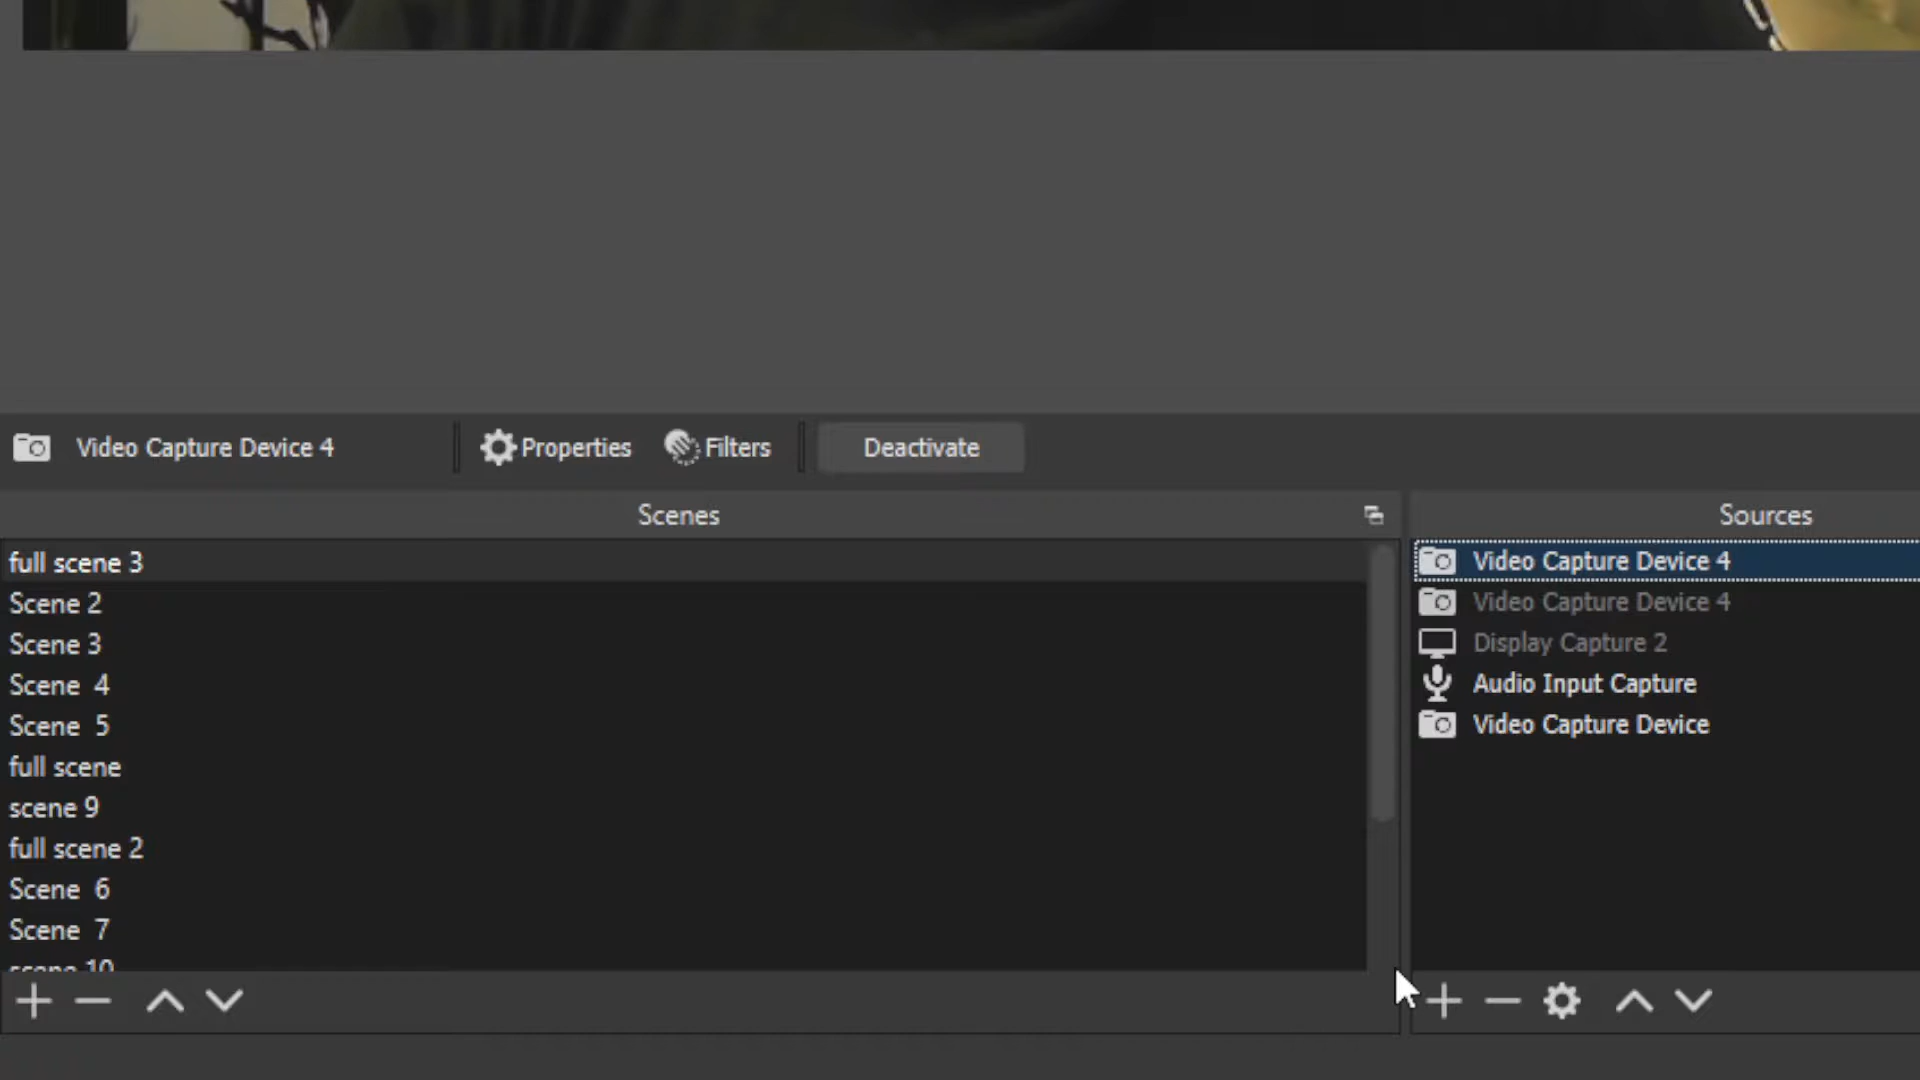 Video Capture Device 4
Properties
Filters
Deactivate
Scenes
full scene 3
Scene 2
Scene 3
Scene  4
Scene  5
full scene
scene 9
full scene 2
Scene  6
Scene  7
scene 10
Sources
Video Capture Device 4
Video Capture Device 4
Display Capture 2
Audio Input Capture
Video Capture Device